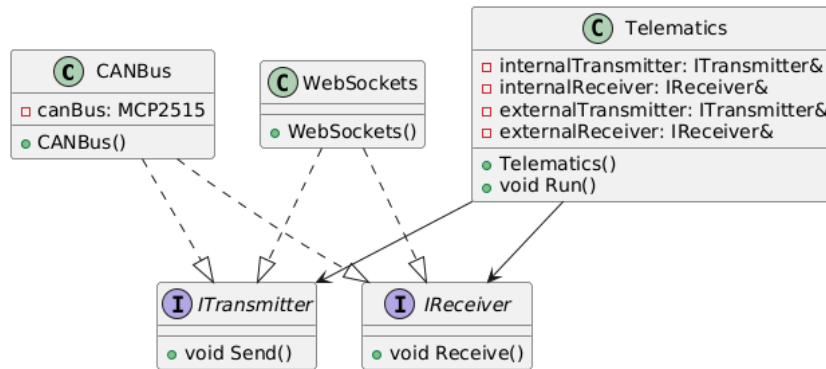 C CANBus
canBus: MCP2515
CANBus()
C WebSockets
WebSockets()
C Telematics
internalTransmitter: ITransmitter&
internalReceiver: IReceiver&
externalTransmitter: ITransmitter&
externalReceiver: IReceiver&
Telematics()
void Run()
I ITransmitter
void Send()
I IReceiver
void Receive()